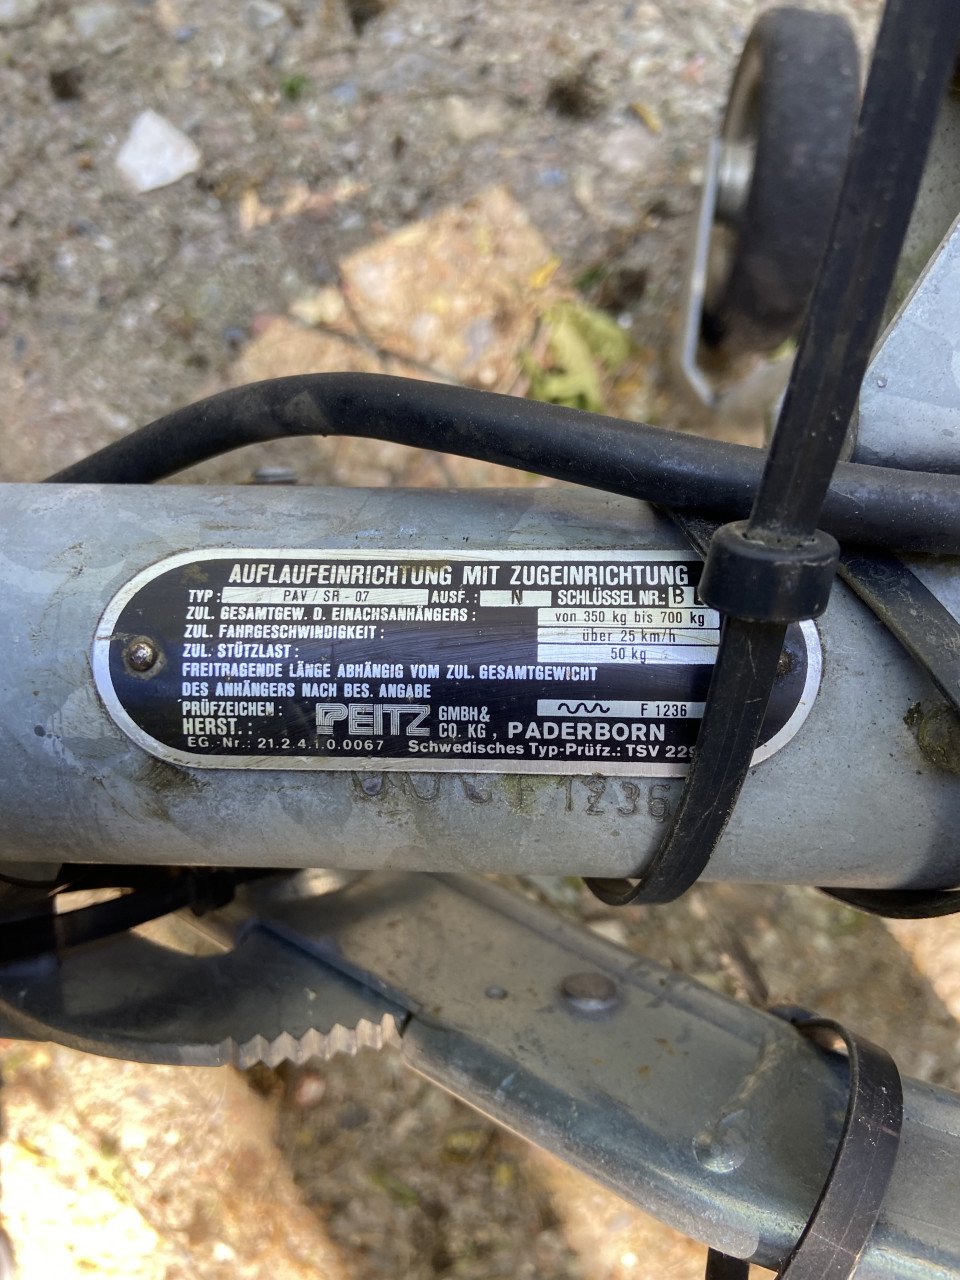 AUFLAUFEINRICHTUNG MIT ZUGEINRICHTUNG
TYP: PAV / SR - 0.7 AUSF.: N SCHLÜSSEL NR.: B
ZUL. GESAMTGEW. D. EINACHSANHÄNGERS: von 350 kg bis 700 kg
ZUL. FAHRGESCHWINDIGKEIT: über 25 km/h
ZUL. STÜTZLAST: 50 kg
FREITRAGENDE LÄNGE ABHÄNGIG VOM ZUL. GESAMTGEWICHT
DES ANHÄNGERS NACH BES. ANGABE
PRÜFZEICHEN: F 1236
HERST.: PEITZ GMBH & CO. KG, PADERBORN
EG.-Nr.: 21.2.4.1.0.0067 Schwedisches Typ-Prüfz.: TSV 229
F 1236